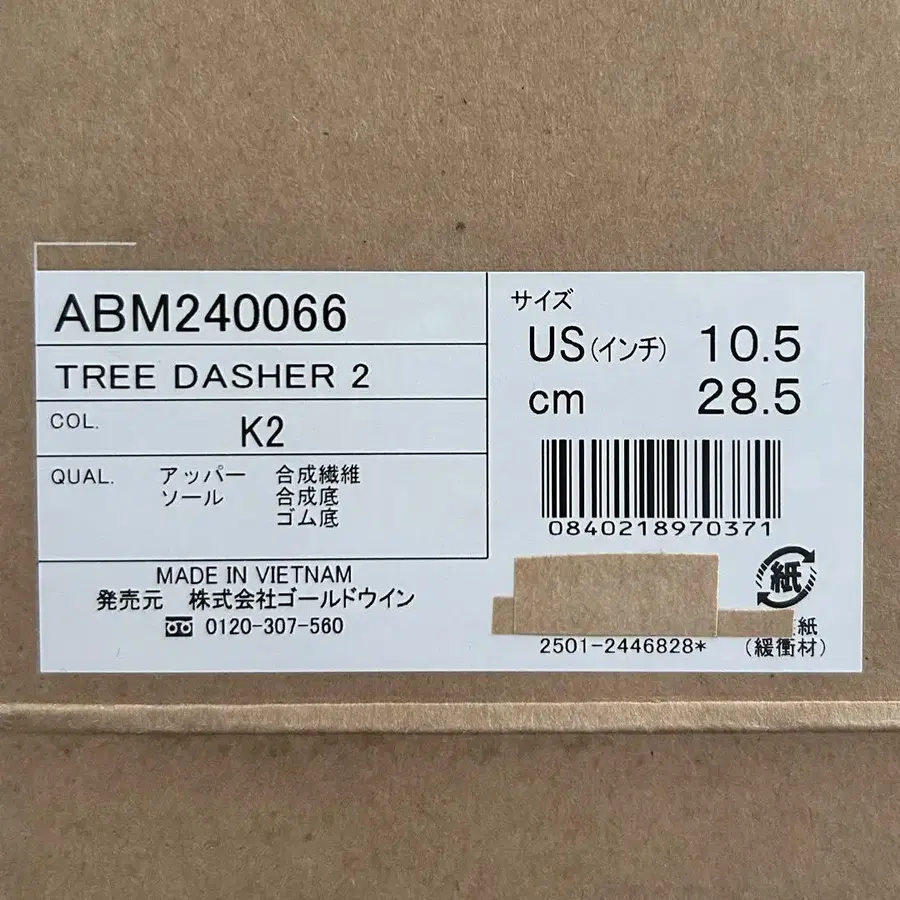 ABM240066
TREE DASHER 2
COL. K2
QUAL. アッパー 合成繊維
ソール 合成底
ゴム底
MADE IN VIETNAM
発売元 株式会社ゴールドウイン
0120-307-560
サイズ
US(インチ) 10.5
cm 28.5
0840218970371
紙
紙
2501-2446828*
(緩衝材)